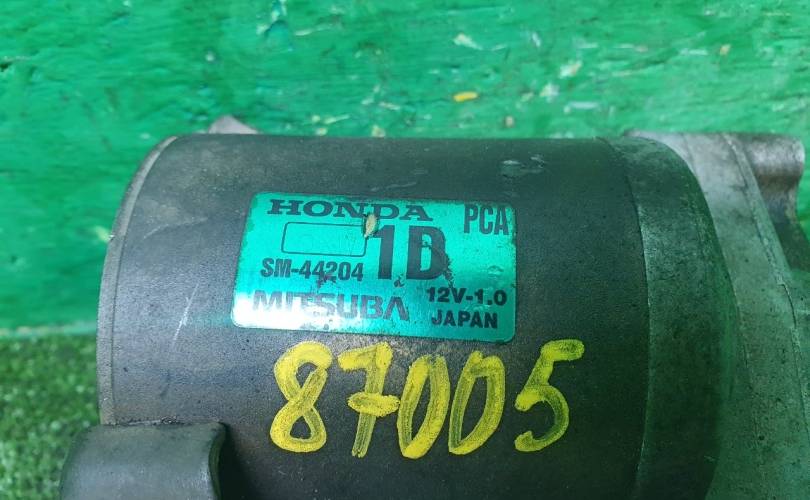 HONDA PCA
1D
SM-44204
MITSUBA 12V-1.0
JAPAN
87005